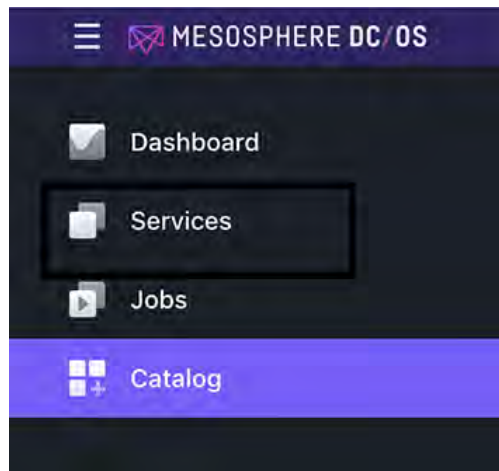 MESOSPHERE DC/OS
Dashboard
Services
Jobs
Catalog